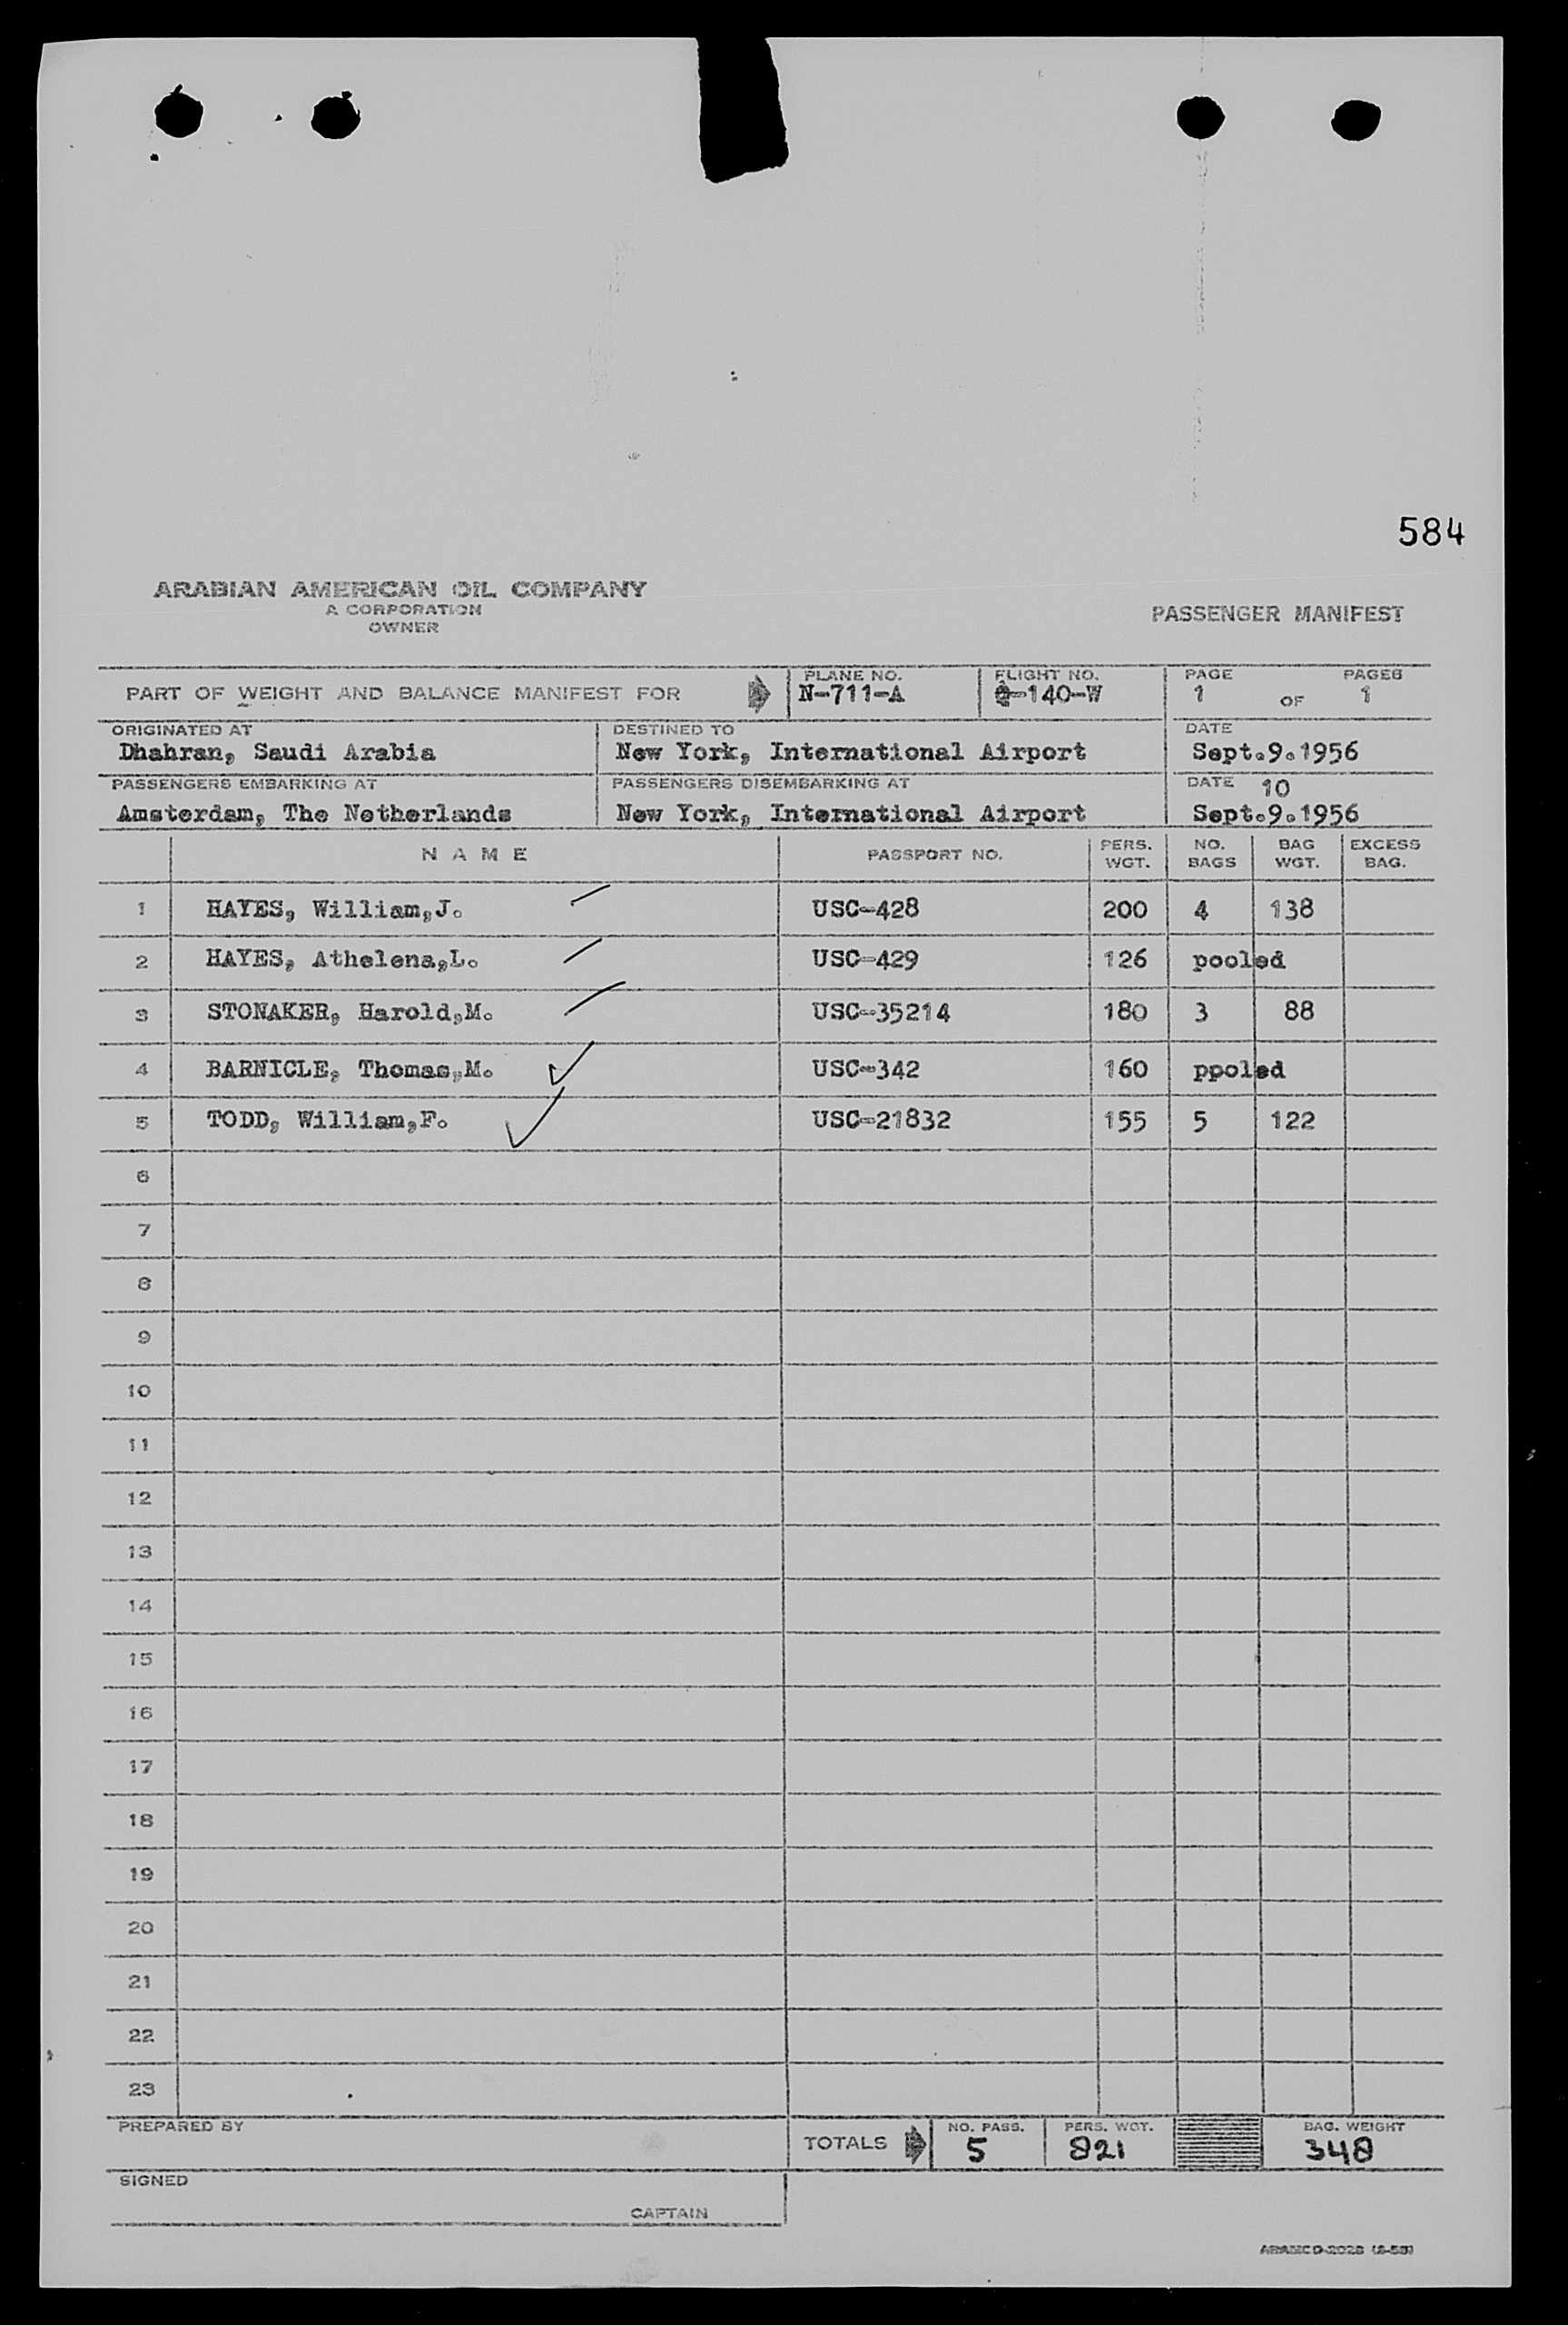 584
ARABIAN AMERICAN OIL COMPANY
A CORPORATION
OWNER
PASSENGER MANIFEST
PART OF WEIGHT AND BALANCE MANIFEST FOR
PLANE NO.
N-711-A
FLIGHT NO.
-140-W
PAGE 1 OF PAGES 1
ORIGINATED AT
Dhahran, Saudi Arabia
DESTINED TO
New York, International Airport
DATE
Sept.9.1956
PASSENGERS EMBARKING AT
Amsterdam, The Netherlands
PASSENGERS DISEMBARKING AT
New York, International Airport
DATE 10
Sept.9.1956
NAME PASSPORT NO. PERS. WGT. NO. BAGS BAG WGT. EXCESS BAG.
1 HAYES, William,J. USC-428 200 4 138
2 HAYES, Athelena,L. USC-429 126 pooled
3 STONAKER, Harold,M. USC-35214 180 3 88
4 BARNICLE, Thomas,M. USC-342 160 ppoled
5 TODD, William,F. USC-21832 155 5 122
6
7
8
9
10
11
12
13
14
15
16
17
18
19
20
21
22
23
PREPARED BY
TOTALS
NO. PASS.
5
PERS. WGT.
821
BAG. WEIGHT
348
SIGNED
CAPTAIN